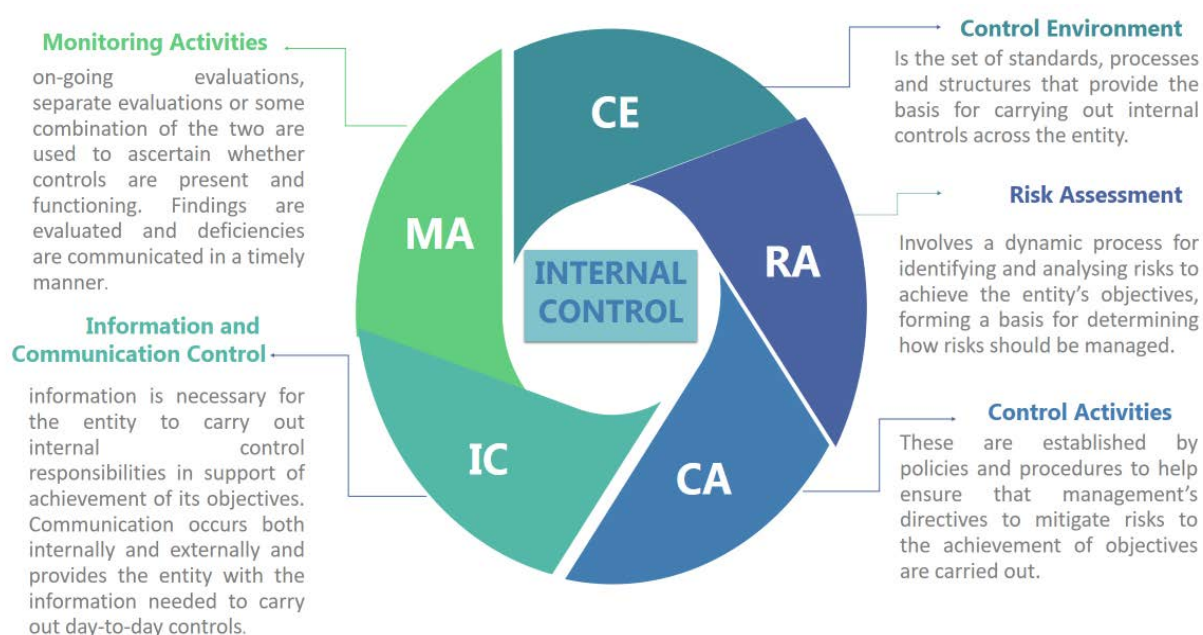 Monitoring Activities
on-going evaluations,
separate evaluations or some
combination of the two are
used to ascertain whether
controls are present and
functioning. Findings are
evaluated and deficiencies
are communicated in a timely
manner.
Information and
Communication Control
information is necessary for
the entity to carry out
internal control
responsibilities in support of
achievement of its objectives.
Communication occurs both
internally and externally and
provides the entity with the
information needed to carry
out day-to-day controls.
CE
MA
RA
INTERNAL
CONTROL
IC
CA
Control Environment
Is the set of standards, processes
and structures that provide the
basis for carrying out internal
controls across the entity.
Risk Assessment
Involves a dynamic process for
identifying and analysing risks to
achieve the entity's objectives,
forming a basis for determining
how risks should be managed.
Control Activities
These are established by
policies and procedures to help
ensure that management's
directives to mitigate risks to
the achievement of objectives
are carried out.